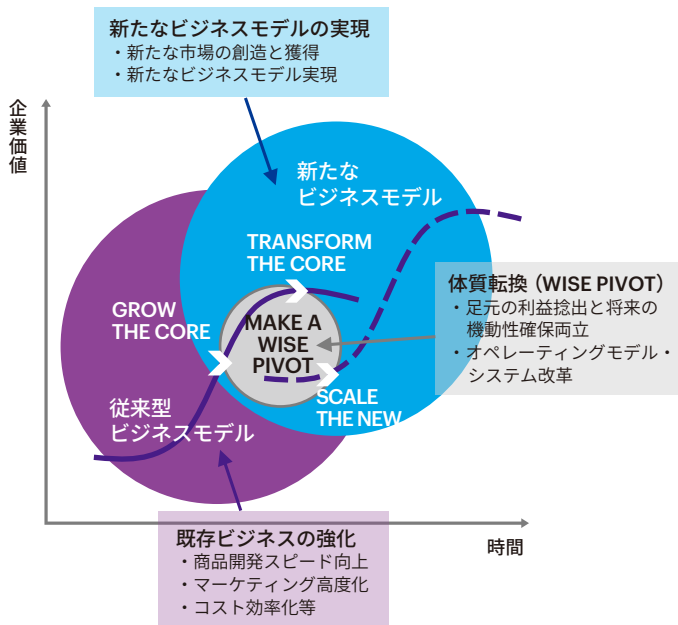 新たなビジネスモデルの実現
・新たな市場の創造と獲得
・新たなビジネスモデル実現
企業価値
新たな
ビジネスモデル
TRANSFORM
THE CORE
体質転換（WISE PIVOT）
・足元の利益捻出と将来の
機動性確保両立
・オペレーティングモデル・
システム改革
GROW
THE CORE
MAKE A
WISE
PIVOT
SCALE
THE NEW
従来型
ビジネスモデル
既存ビジネスの強化
・商品開発スピード向上
・マーケティング高度化
・コスト効率化等
時間